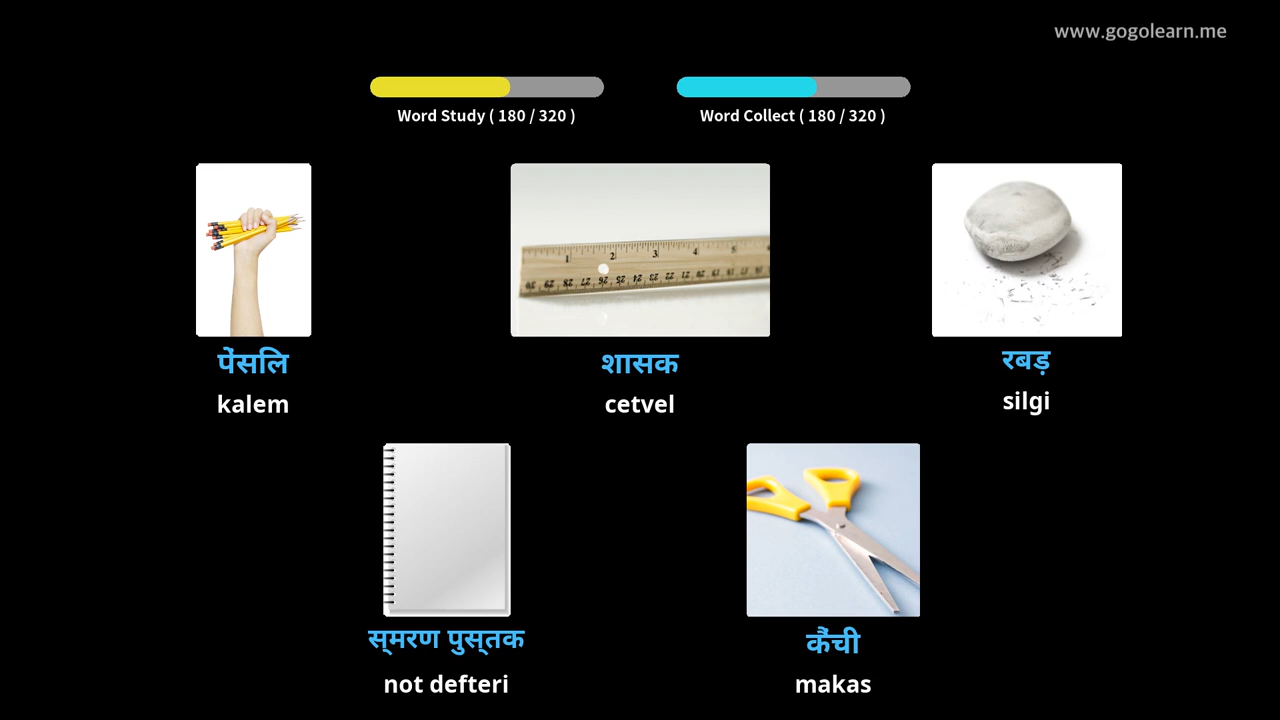 www.gogolearn.me
Word Study ( 180 / 320 )
Word Collect ( 180 / 320 )
पेंसलि
kalem
शासक
cetvel
रबड़
silgi
स्मरण पुस्तक
not defteri
कैंची
makas